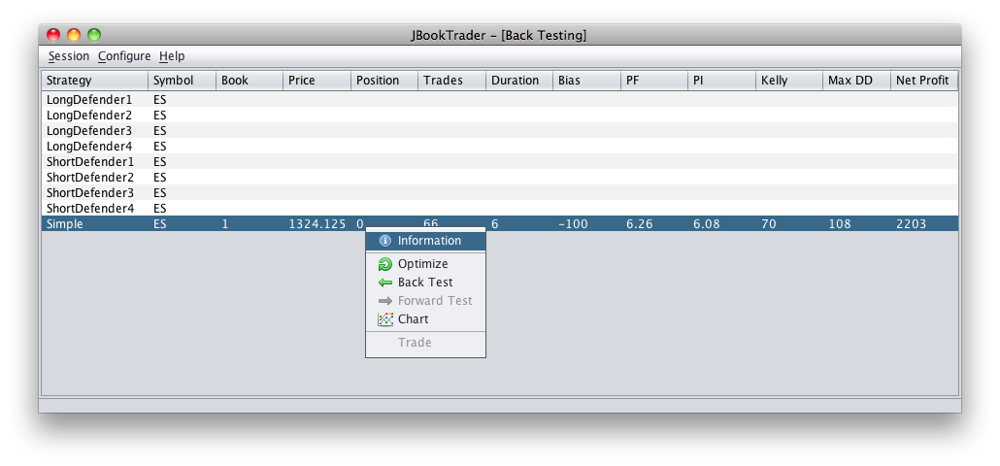 JBookTrader – [Back Testing]
Session Configure Help
Strategy Symbol Book Price Position Trades Duration Bias PF PI Kelly Max DD Net Profit
LongDefender1 ES
LongDefender2 ES
LongDefender3 ES
LongDefender4 ES
ShortDefender1 ES
ShortDefender2 ES
ShortDefender3 ES
ShortDefender4 ES
Simple ES 1 1324.125 0 66 6 -100 6.26 6.08 70 108 2203
Information
Optimize
Back Test
Forward Test
Chart
Trade